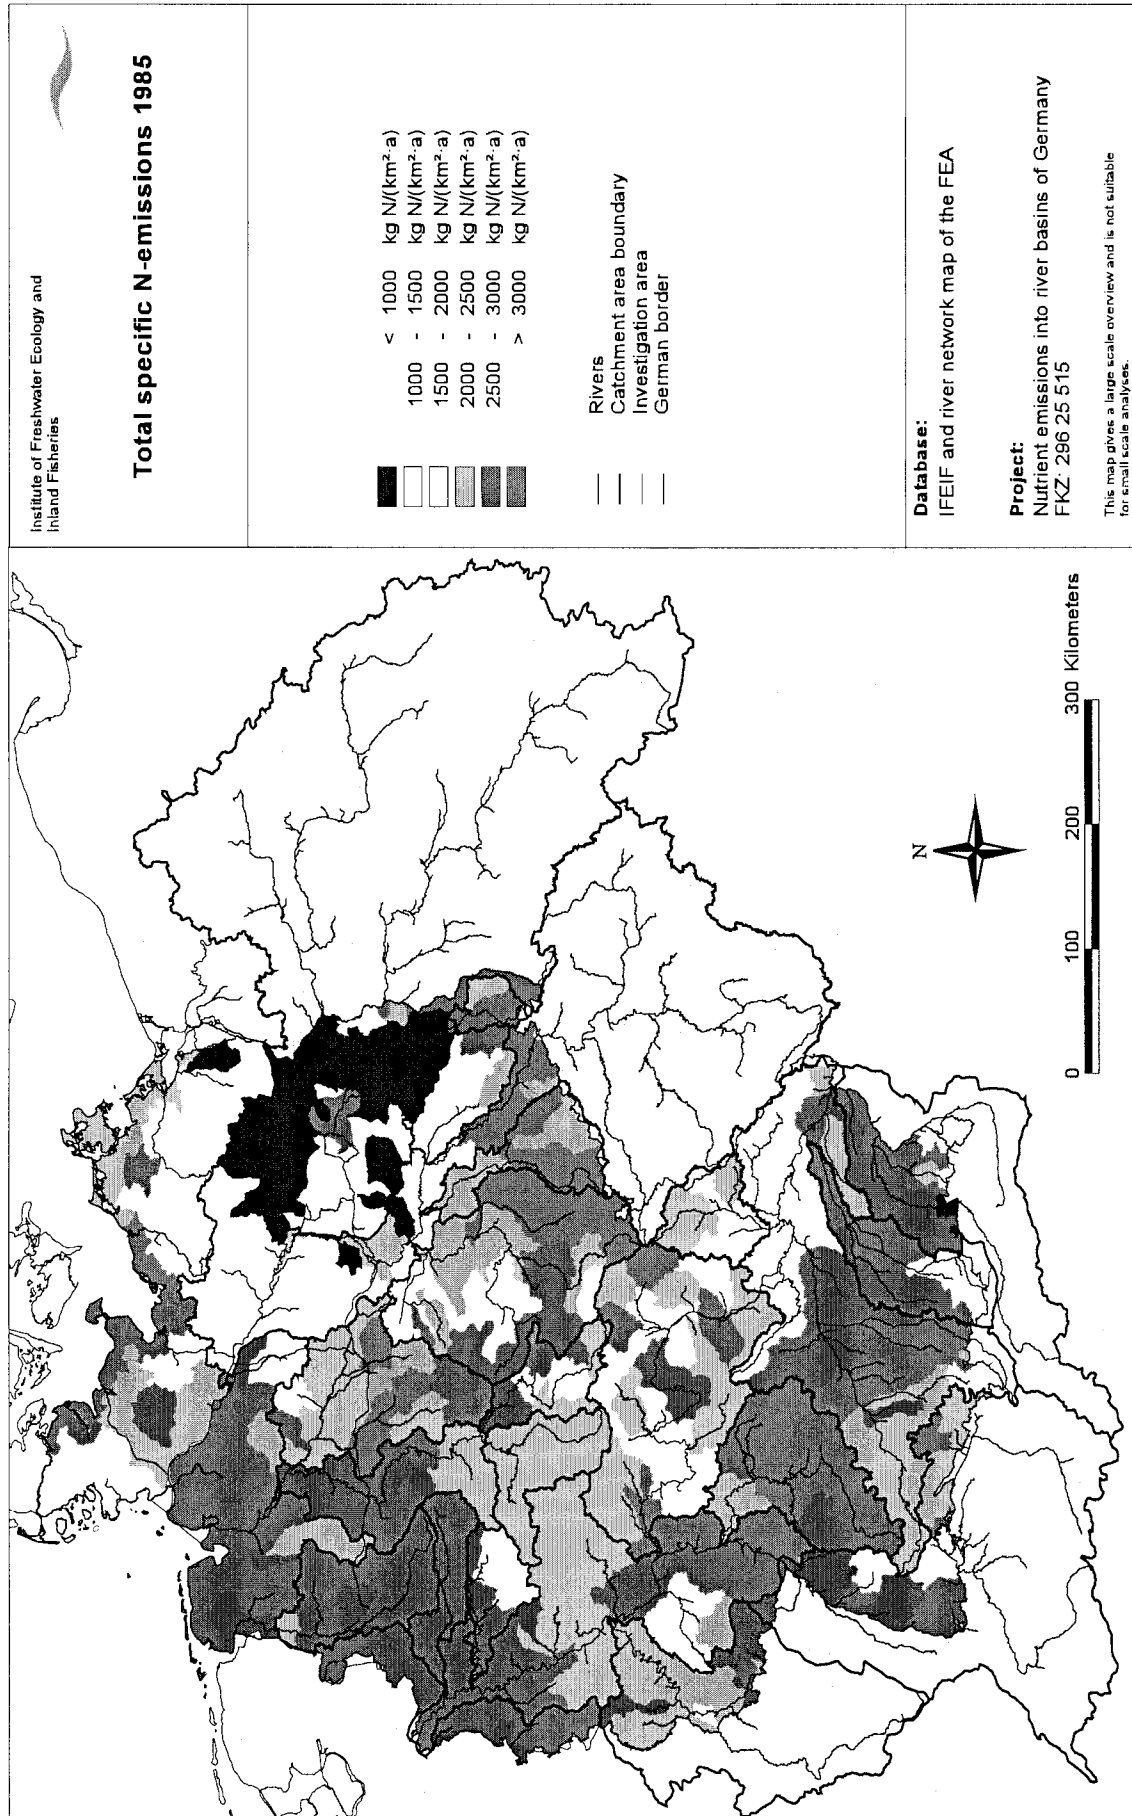 Institute of Freshwater Ecology and
Inland Fisheries
Total specific N-emissions 1985
< 1000 kg N/(km²·a)
1000 - 1500 kg N/(km²·a)
1500 - 2000 kg N/(km²·a)
2000 - 2500 kg N/(km²·a)
2500 - 3000 kg N/(km²·a)
> 3000 kg N/(km²·a)
Rivers
Catchment area boundary
Investigation area
German border
Database:
IFEIF and river network map of the FEA
Project:
Nutrient emissions into river basins of Germany
FKZ: 296 25 515
This map gives a large scale overview and is not suitable
for small scale analyses.
N
0 100 200 300 Kilometers